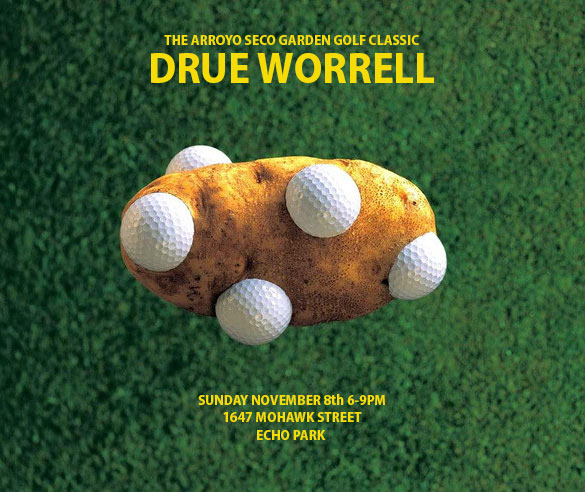 THE ARROYO SECO GARDEN GOLF CLASSIC
DRUE WORRELL
SUNDAY NOVEMBER 8th 6-9PM
1647 MOHAWK STREET
ECHO PARK